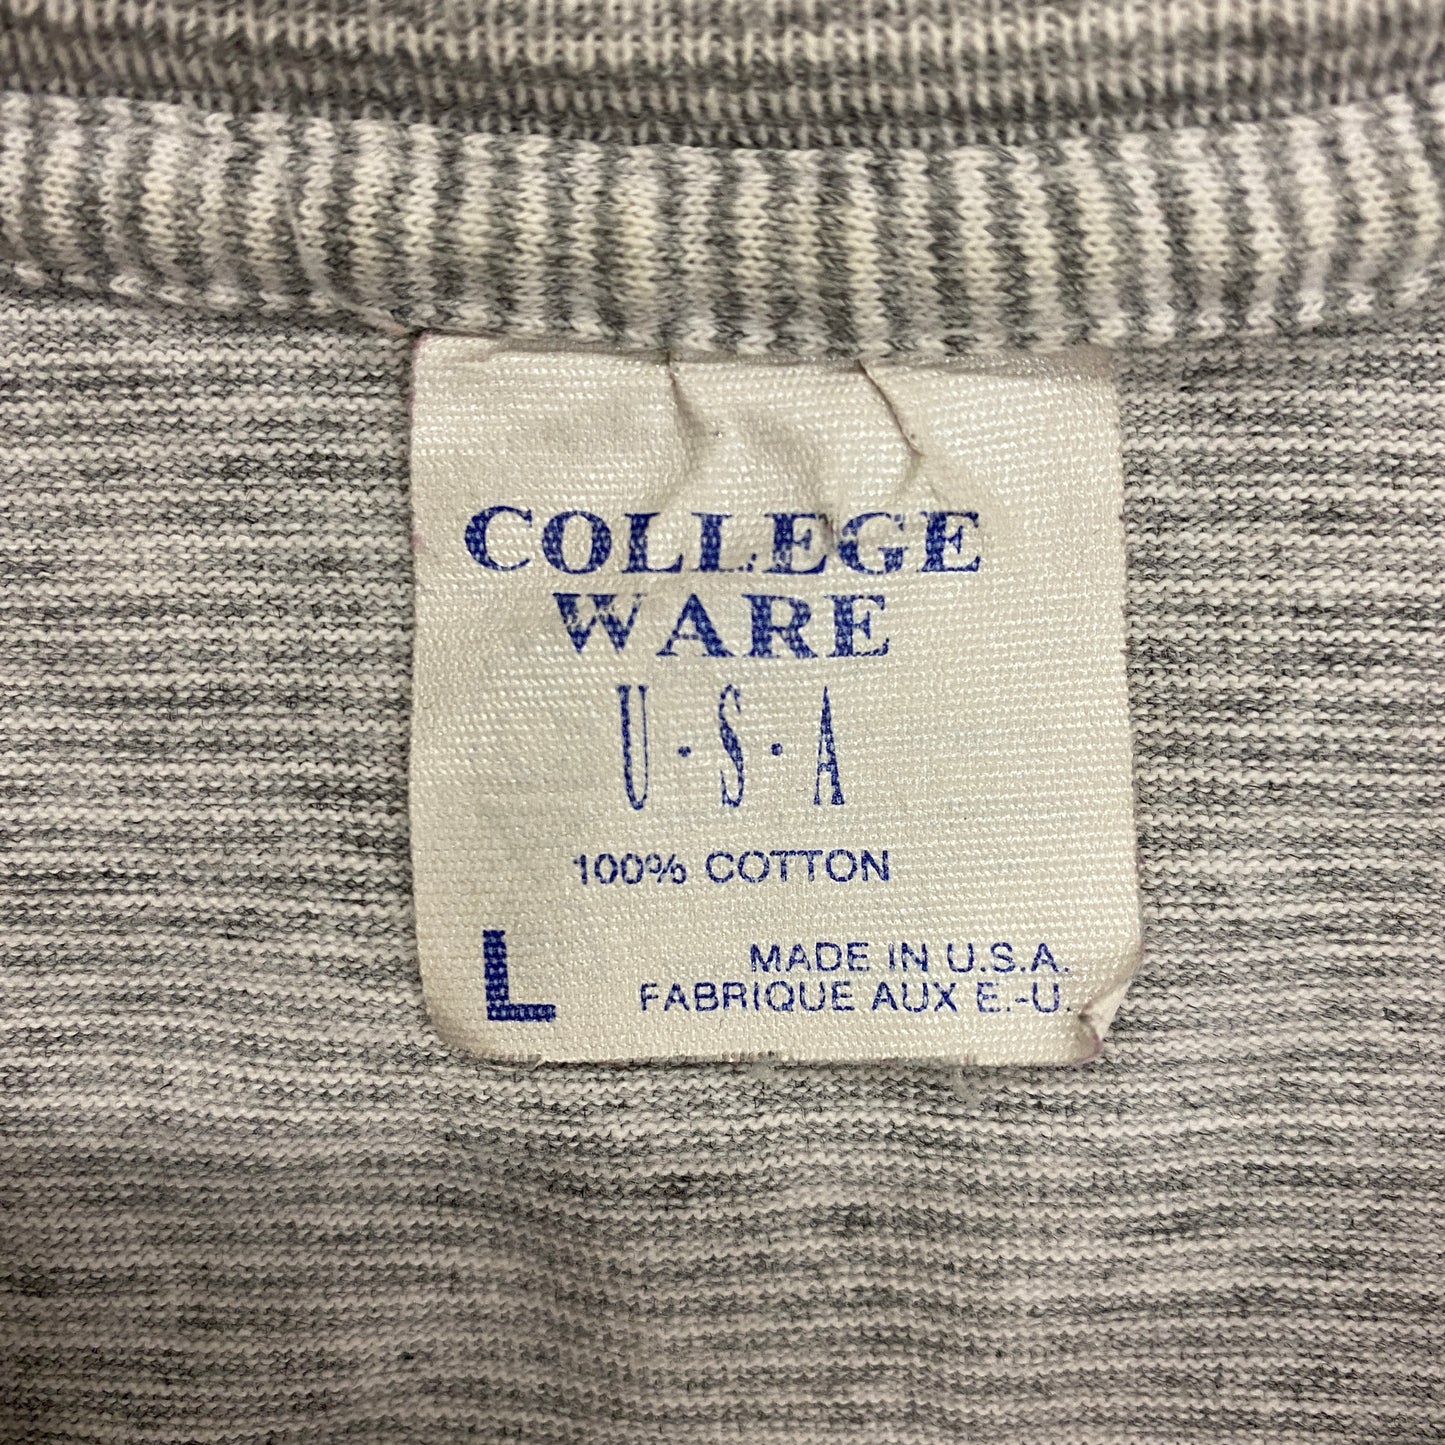 COLLEGE
WARE
U·S·A
100% COTTON
L
MADE IN U.S.A.
FABRIQUE AUX E.-U.